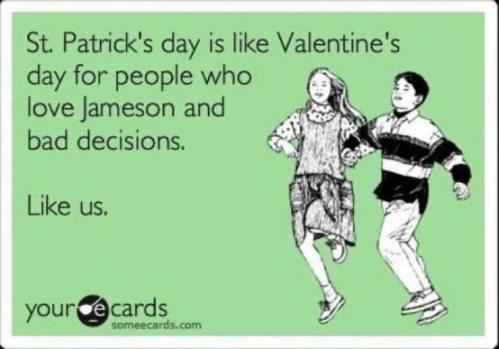 St. Patrick's day is like Valentine's
day for people who
love Jameson and
bad decisions.
Like us.
your e cards
someecards.com